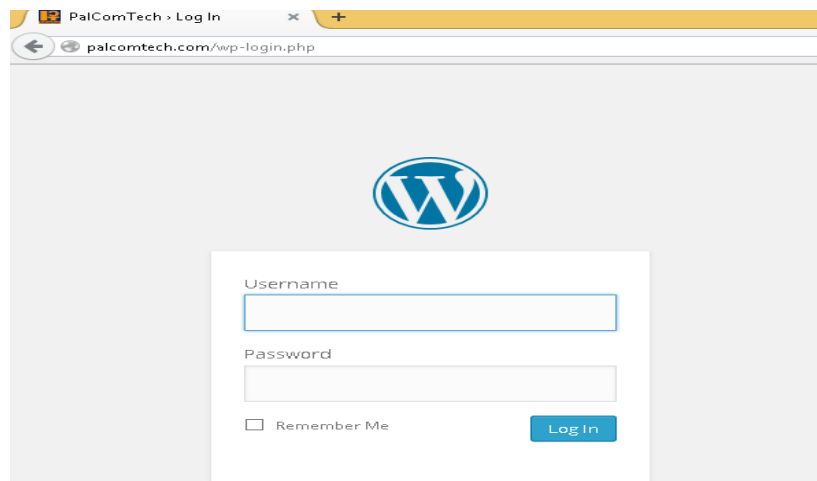 PalComTech › Log In
palcomtech.com/wp-login.php
Username
Password
Remember Me
Log In